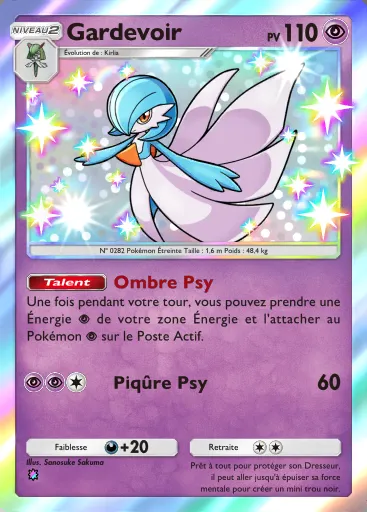 NIVEAU 2 Gardevoir PV 110
Évolution de : Kirlia
N° 0282 Pokémon Étreinte Taille : 1,6 m Poids : 48,4 kg
Talent Ombre Psy
Une fois pendant votre tour, vous pouvez prendre une
Énergie de votre zone Énergie et l'attacher au
Pokémon sur le Poste Actif.
Piqûre Psy 60
Faiblesse +20 Retraite
Illus. Sanosuke Sakuma
Prêt à tout pour protéger son Dresseur,
il peut aller jusqu'à épuiser sa force
mentale pour créer un mini trou noir.